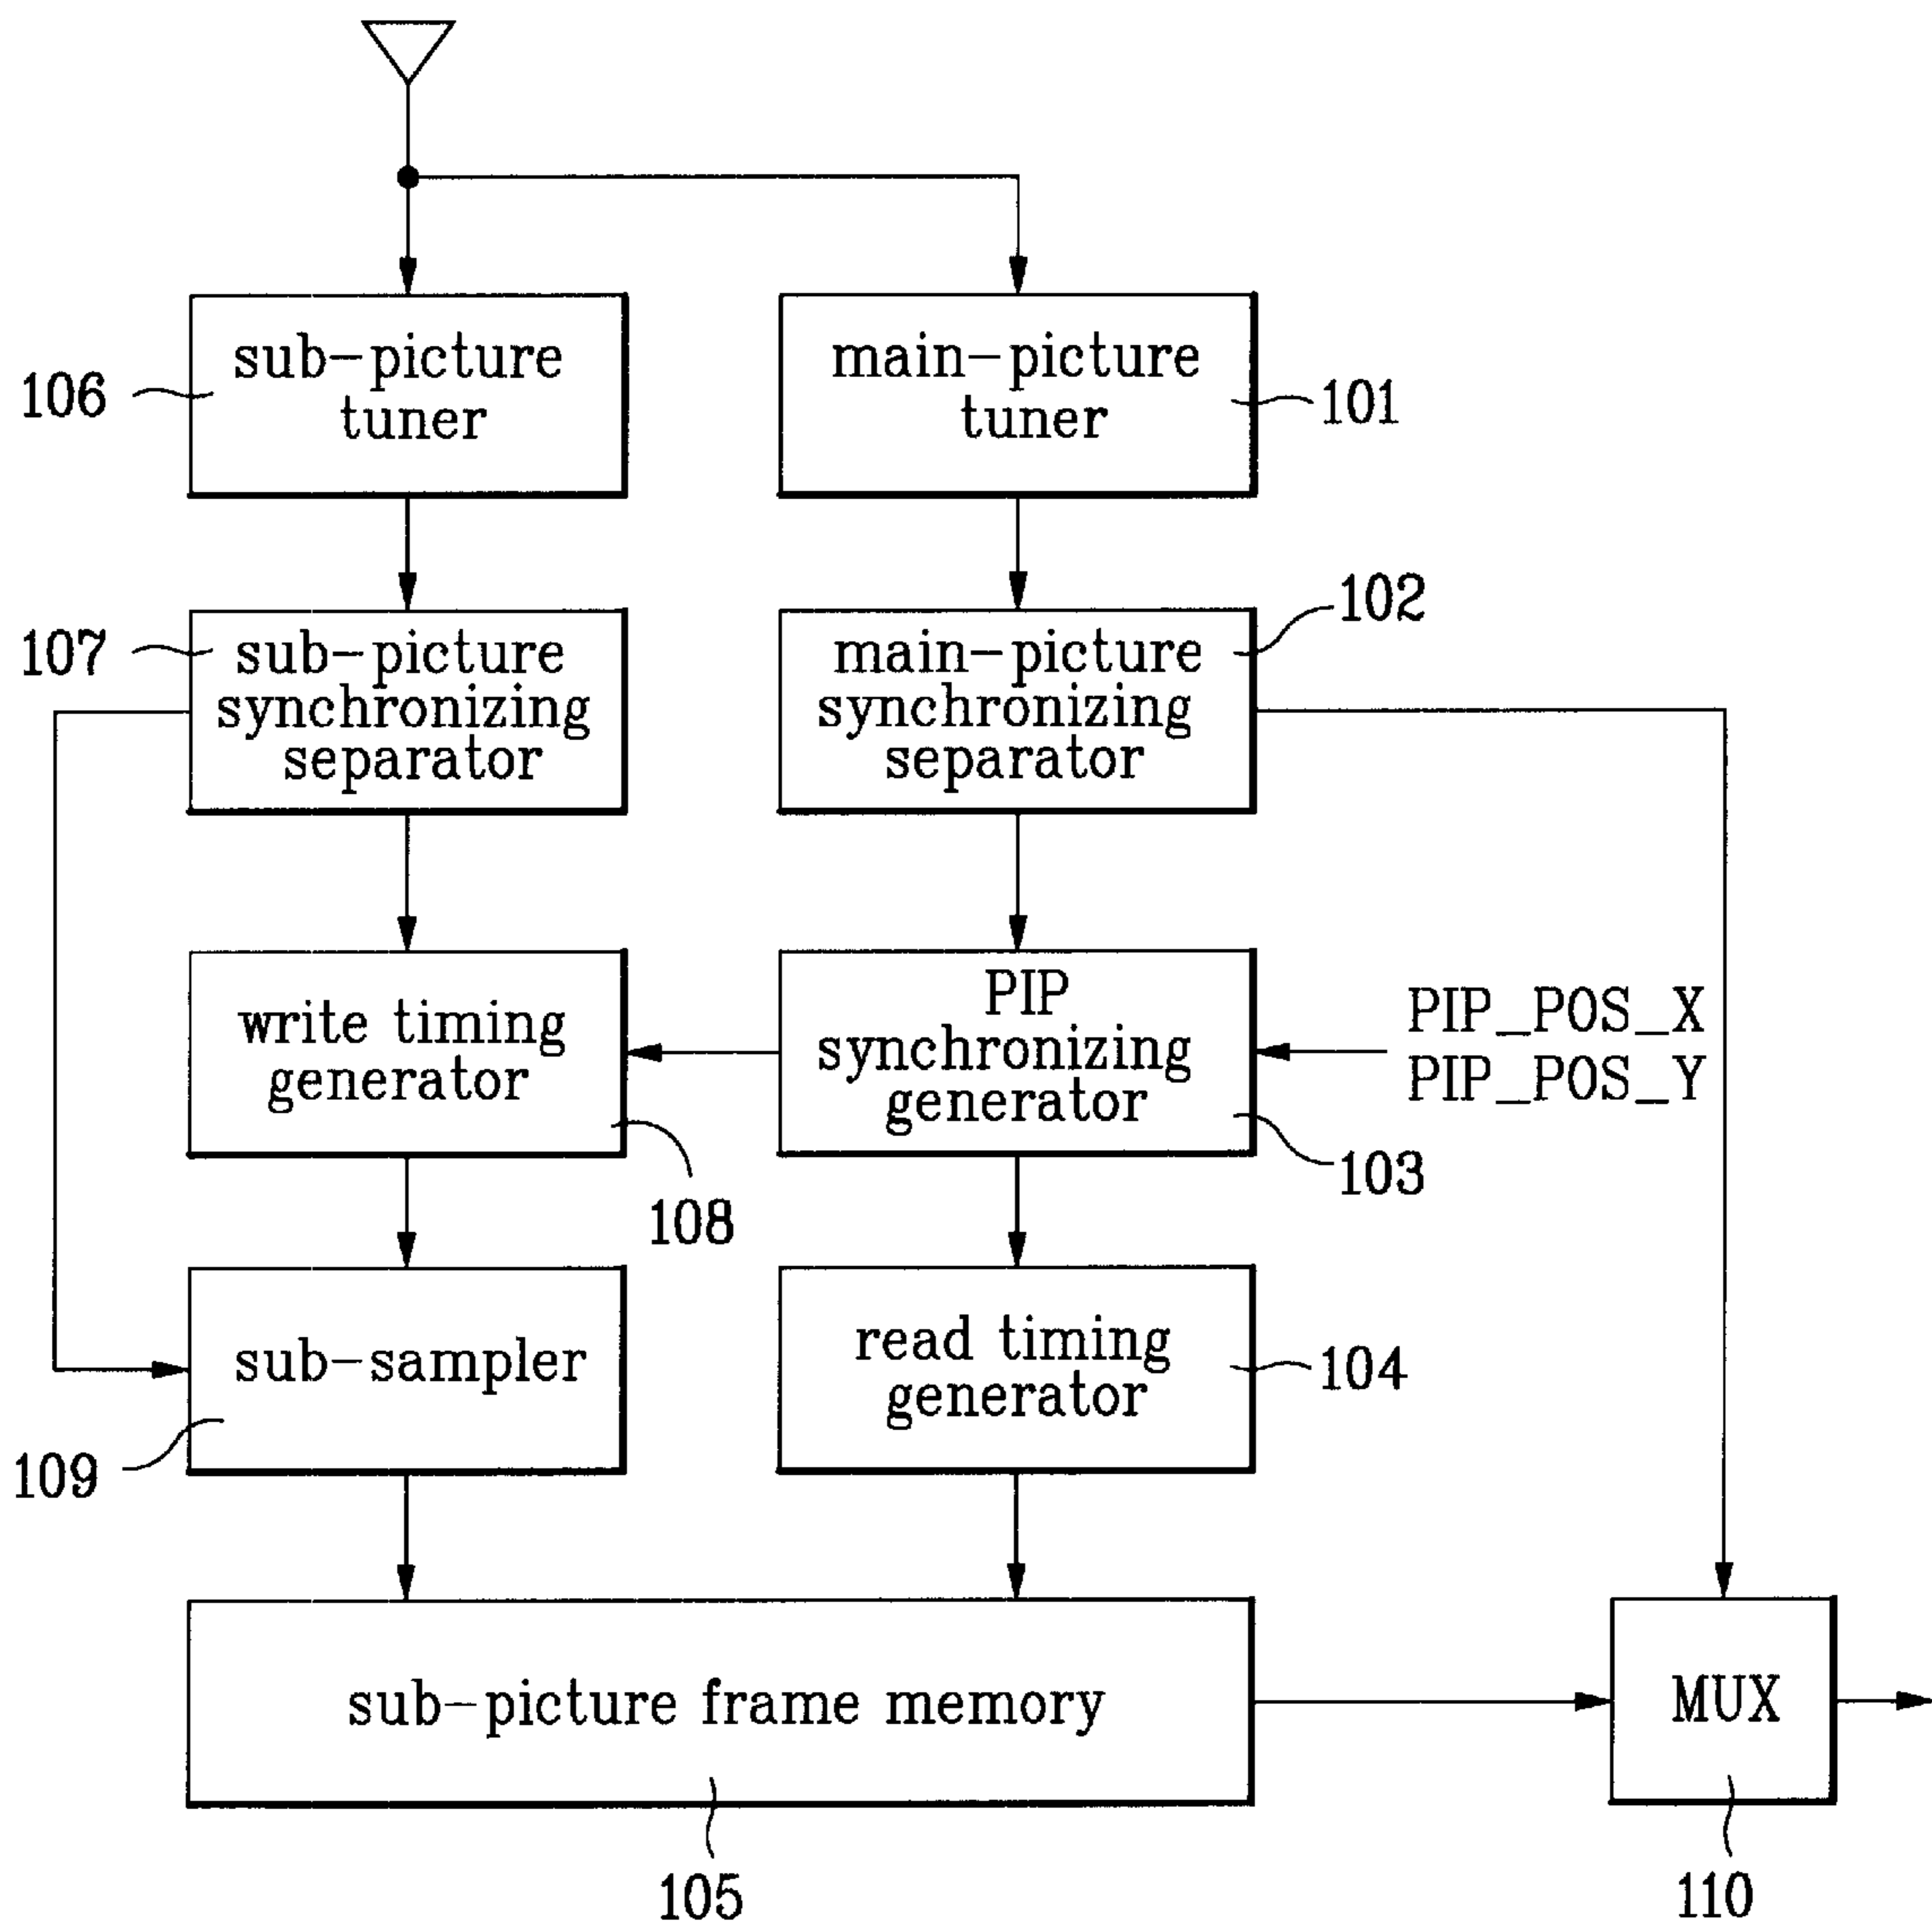 sub-picture
tuner
106
main-picture
tuner
101
107
sub-picture
synchronizing
separator
main-picture
synchronizing
separator
102
write timing
generator
108
PIP
synchronizing
generator
103
PIP_POS_X
PIP_POS_Y
sub-sampler
109
read timing
generator
104
sub-picture frame memory
105
MUX
110